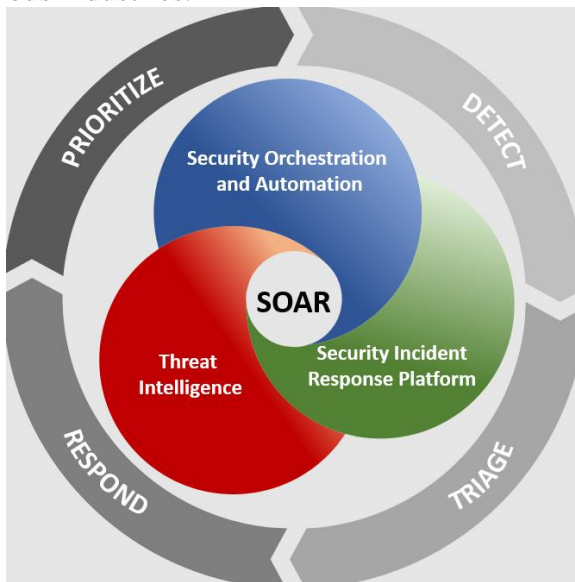 PRIORITIZE
DETECT
Security Orchestration
and Automation
SOAR
Threat
Intelligence
Security Incident
Response Platform
RESPOND
TRIAGE